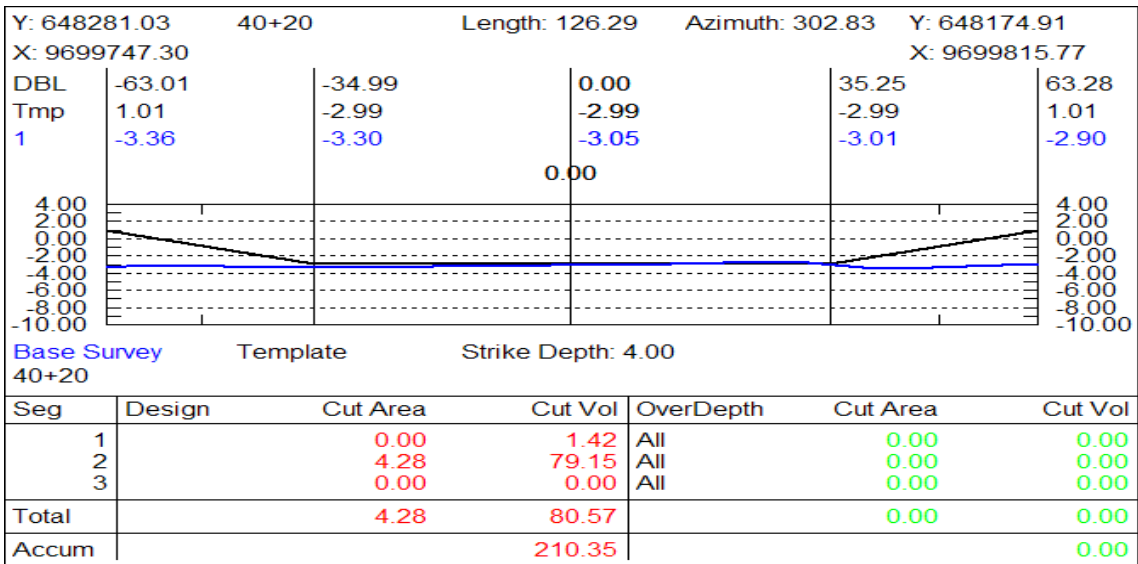 Y: 648281.03 40+20 Length: 126.29 Azimuth: 302.83 Y: 648174.91
X: 9699747.30 X: 9699815.77
DBL -63.01 -34.99 0.00 35.25 63.28
Tmp 1.01 -2.99 -2.99 -2.99 1.01
1 -3.36 -3.30 -3.05 -3.01 -2.90
0.00
4.00 4.00
2.00 2.00
0.00 0.00
-2.00 -2.00
-4.00 -4.00
-6.00 -6.00
-8.00 -8.00
-10.00 -10.00
Base Survey Template Strike Depth: 4.00
40+20
Seg Design Cut Area Cut Vol OverDepth Cut Area Cut Vol
1 0.00 1.42 All 0.00 0.00
2 4.28 79.15 All 0.00 0.00
3 0.00 0.00 All 0.00 0.00
Total 4.28 80.57 0.00 0.00
Accum 210.35 0.00